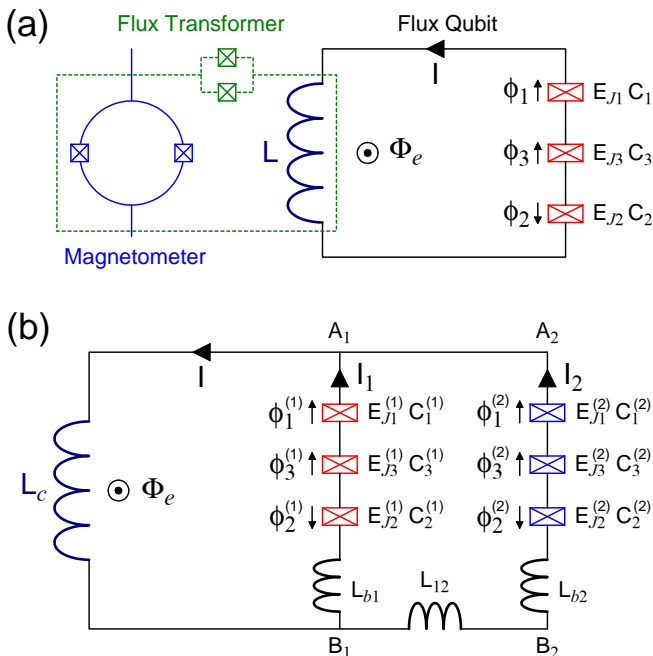 (a)
Flux Transformer
Flux Qubit
I
L
Φe
ϕ1 EJ1 C1
ϕ3 EJ3 C3
ϕ2 EJ2 C2
Magnetometer
(b)
A1 A2
I I1 I2
ϕ1(1) EJ1(1) C1(1) ϕ1(2) EJ1(2) C1(2)
Lc Φe ϕ3(1) EJ3(1) C3(1) ϕ3(2) EJ3(2) C3(2)
ϕ2(1) EJ2(1) C2(1) ϕ2(2) EJ2(2) C2(2)
Lb1 L12 Lb2
B1 B2